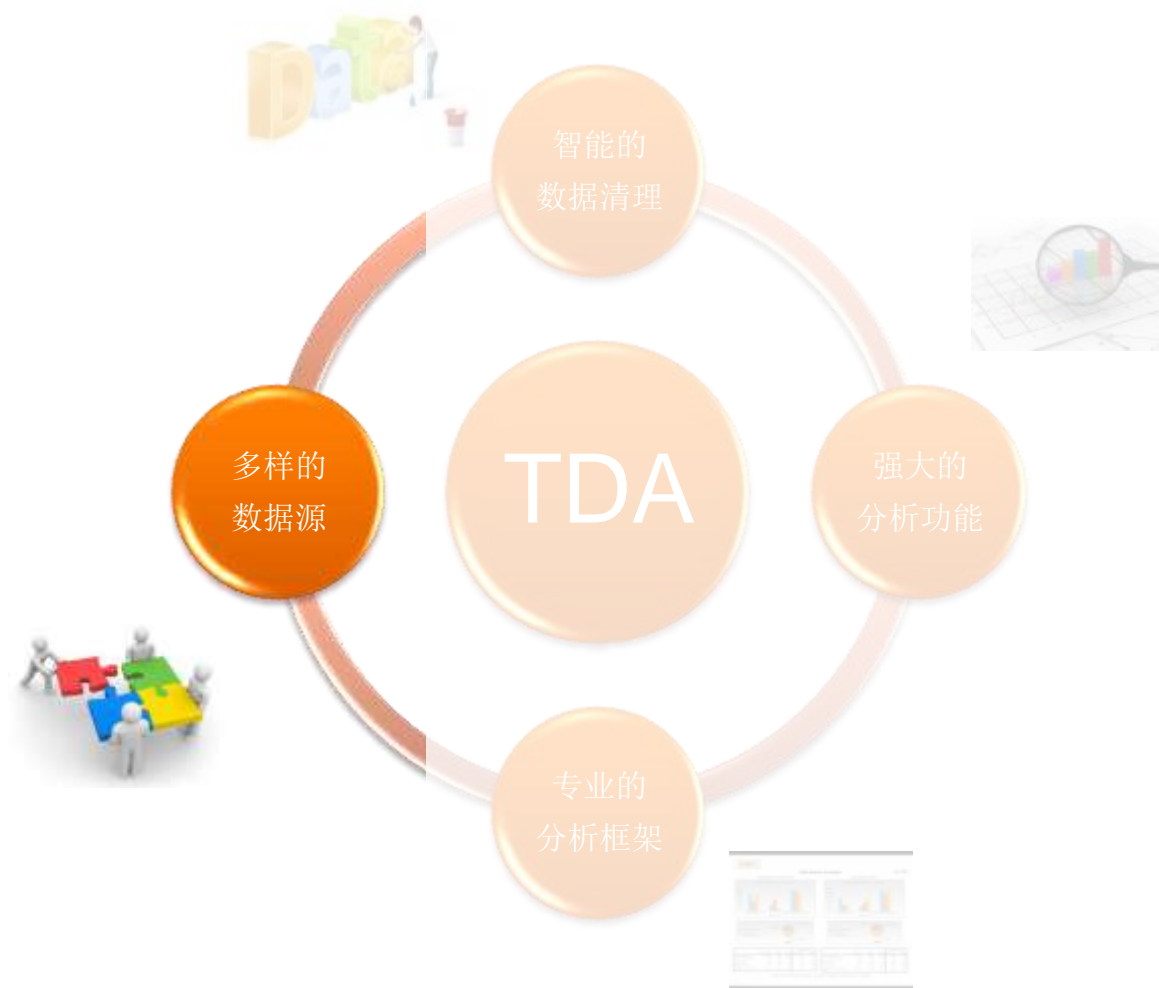 Data
智能的
数据清理
多样的
数据源
TDA
强大的
分析功能
专业的
分析框架